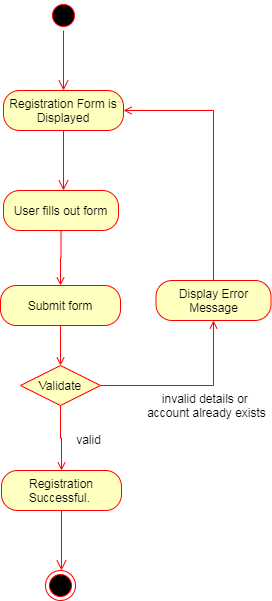 Registration Form is
Displayed
User fills out form
Submit form
Display Error
Message
Validate
invalid details or
account already exists
valid
Registration
Successful.